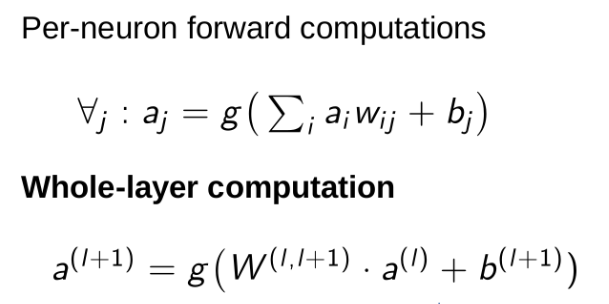 Per-neuron forward computations
∀ⱼ : aⱼ = g(∑ᵢ aᵢwᵢⱼ + bⱼ)
Whole-layer computation
a⁽ˡ⁺¹⁾ = g(W⁽ˡ,ˡ⁺¹⁾ · a⁽ˡ⁾ + b⁽ˡ⁺¹⁾)